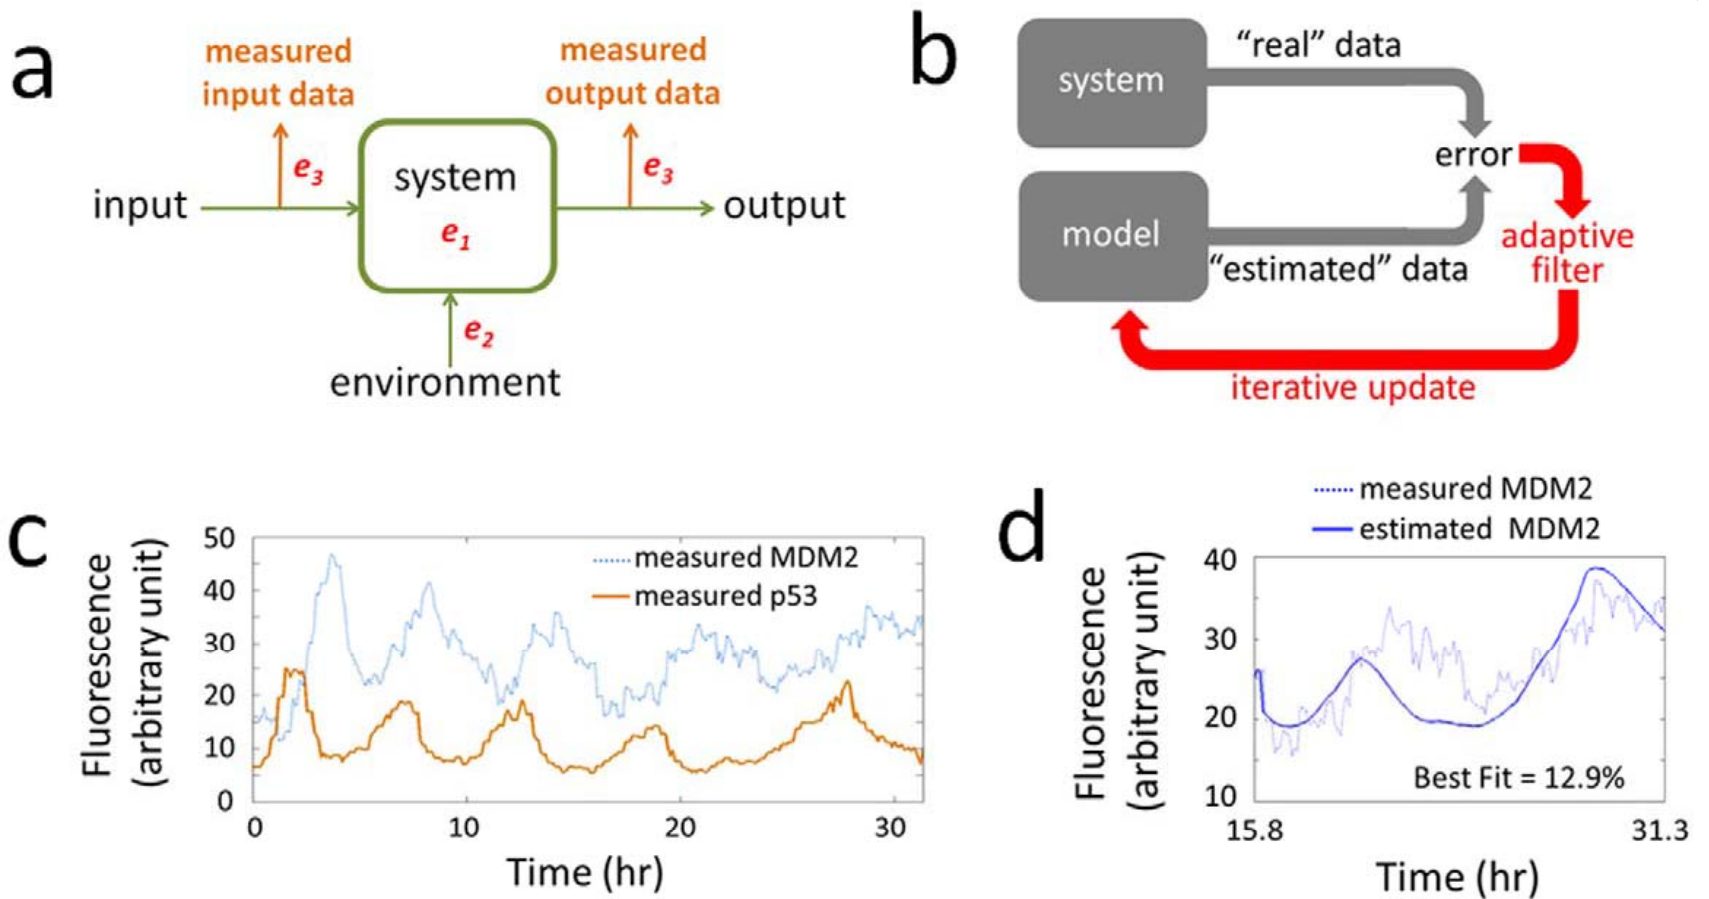 a
measured
input data
measured
output data
e3
e3
input
system
e1
output
e2
environment
b
system
"real" data
error
model
"estimated" data
adaptive
filter
iterative update
c
Fluorescence
(arbitrary unit)
50
40
30
20
10
0
measured MDM2
measured p53
0
10
20
30
Time (hr)
d
measured MDM2
estimated MDM2
Fluorescence
(arbitrary unit)
40
30
20
10
Best Fit = 12.9%
15.8
31.3
Time (hr)